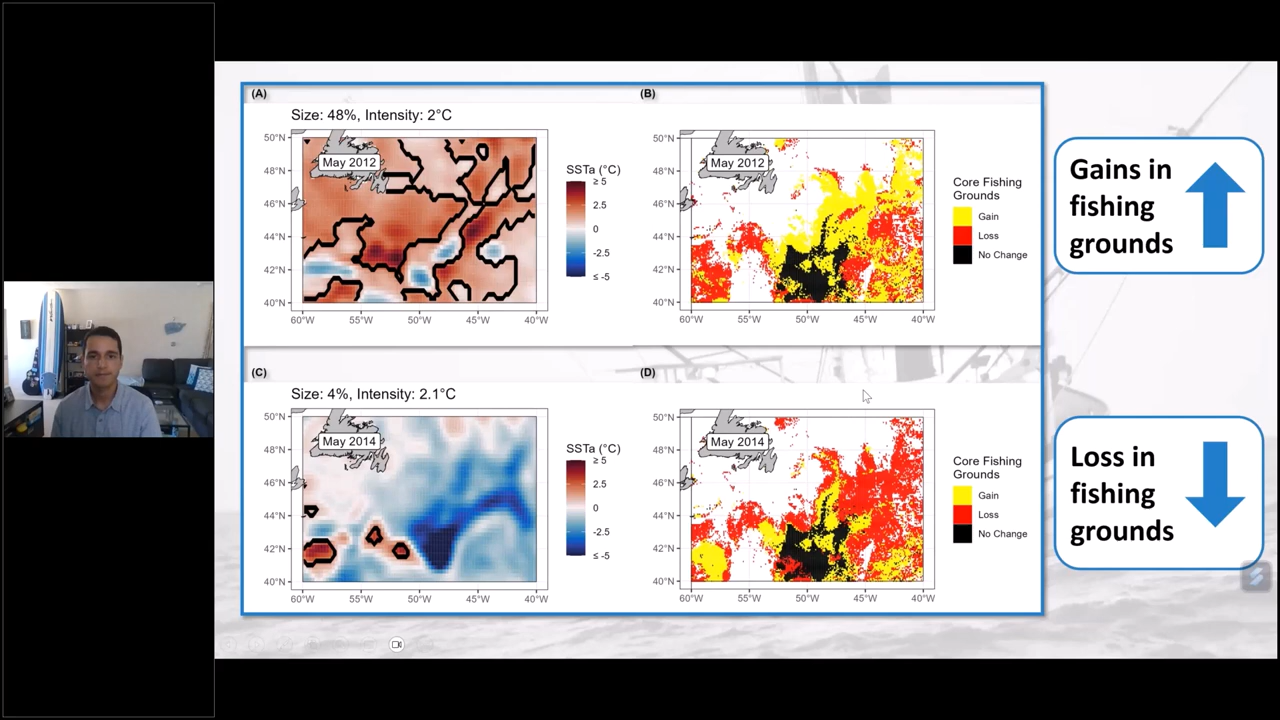 (A)
Size: 48%, Intensity: 2°C
50°N
48°N
46°N
44°N
42°N
40°N
60°W
55°W
50°W
45°W
40°W
May 2012
SSTa (°C)
≥ 5
2.5
0
-2.5
≤ -5
(B)
50°N
48°N
46°N
44°N
42°N
40°N
60°W
55°W
50°W
45°W
40°W
May 2012
Core Fishing
Grounds
Gain
Loss
No Change
Gains in
fishing
grounds
(C)
Size: 4%, Intensity: 2.1°C
50°N
48°N
46°N
44°N
42°N
40°N
60°W
55°W
50°W
45°W
40°W
May 2014
SSTa (°C)
≥ 5
2.5
0
-2.5
≤ -5
(D)
50°N
48°N
46°N
44°N
42°N
40°N
60°W
55°W
50°W
45°W
40°W
May 2014
Core Fishing
Grounds
Gain
Loss
No Change
Loss in
fishing
grounds